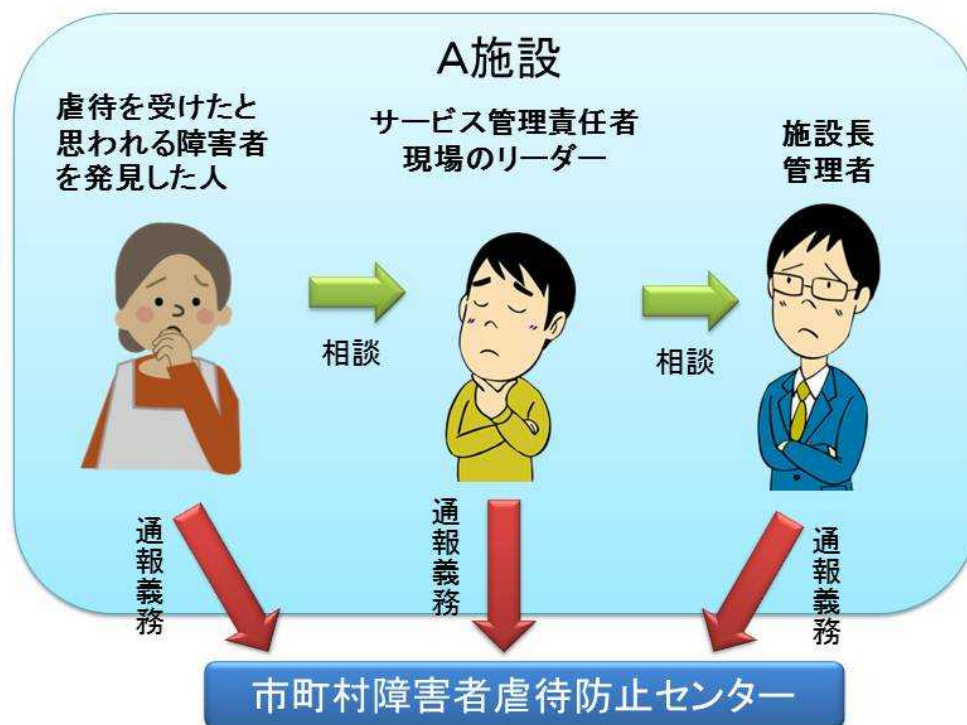 A施設
虐待を受けたと
思われる障害者
を発見した人
サービス管理責任者
現場のリーダー
施設長
管理者
相談
相談
通報義務
通報義務
通報義務
市町村障害者虐待防止センター